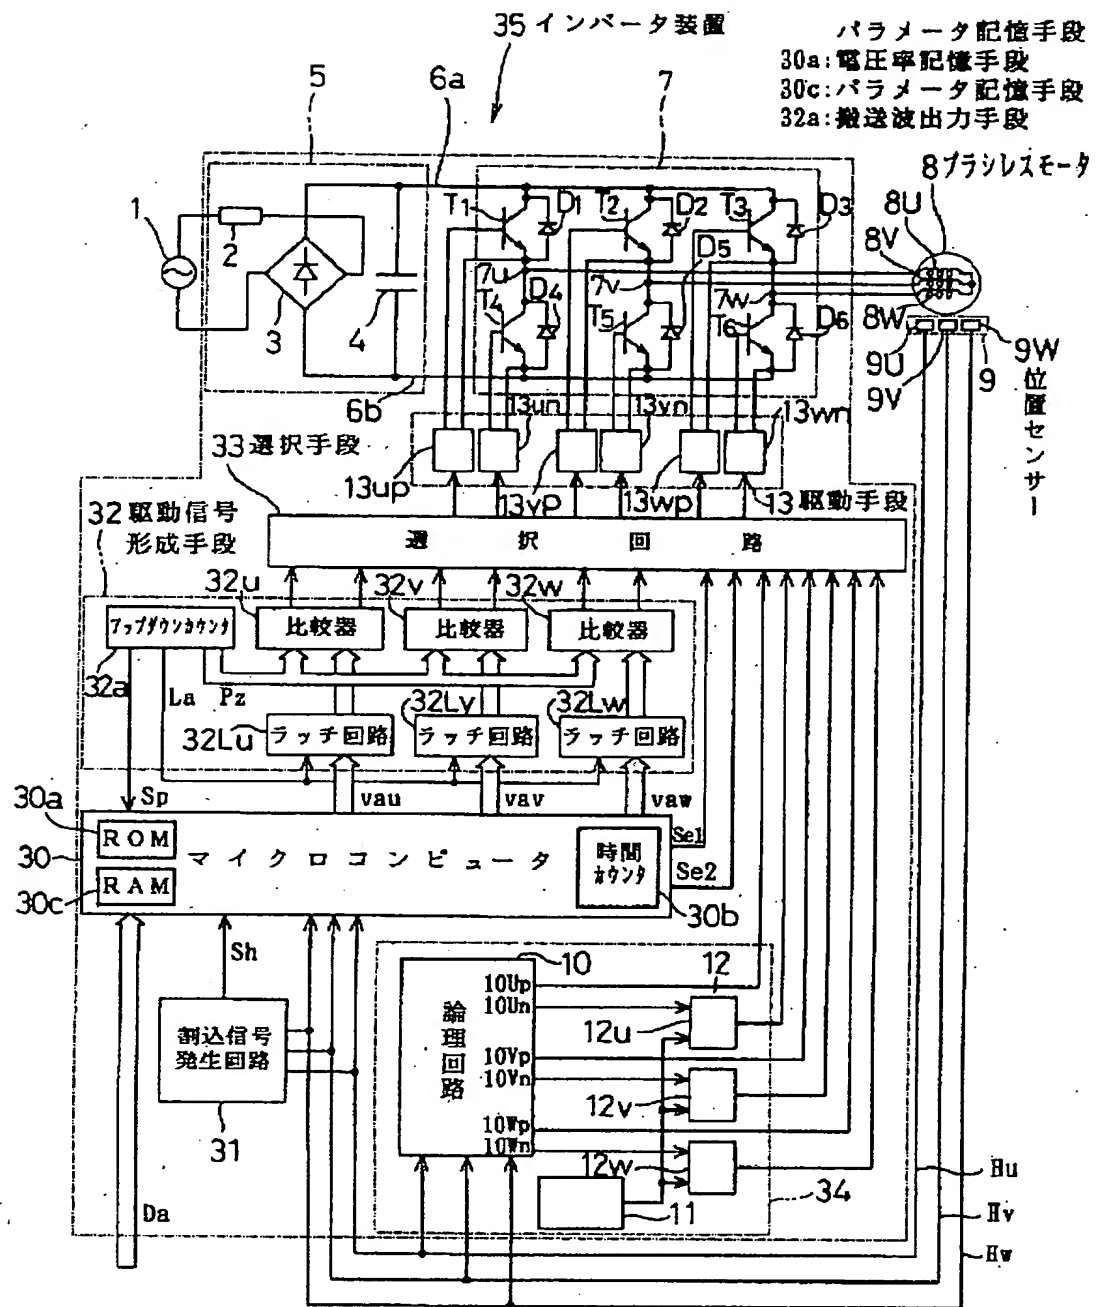 35 インバータ装置
パラメータ記憶手段
30a:電圧率記憶手段
30c:パラメータ記憶手段
32a:搬送波出力手段
5
6a
7
8 ブラシレスモータ
1
2
3
4
T1
D1
T2
D2
T3
D3
8U
8V
8W
7u
7v
7w
T4
D4
T5
D5
T6
D6
9U
9V
9W
9
位置センサー
6b
13un
13vn
13wn
33 選択手段
13up
13vp
13wp
13 駆動手段
32 駆動信号
形成手段
選択回路
32u
32v
32w
アップダウンカウンタ
比較器
比較器
比較器
32a
La
Pz
32Lu
32Lv
32Lw
ラッチ回路
ラッチ回路
ラッチ回路
Sp
vau
vav
vaw
30a
30
30c
ROM
RAM
マイクロコンピュータ
時間
カウンタ
30b
Se1
Se2
Sh
割込信号
発生回路
31
Da
10
論理回路
10Up
10Un
10Vp
10Vn
10Wp
10Wn
12
12u
12v
12w
11
34
Hu
Hv
Hw